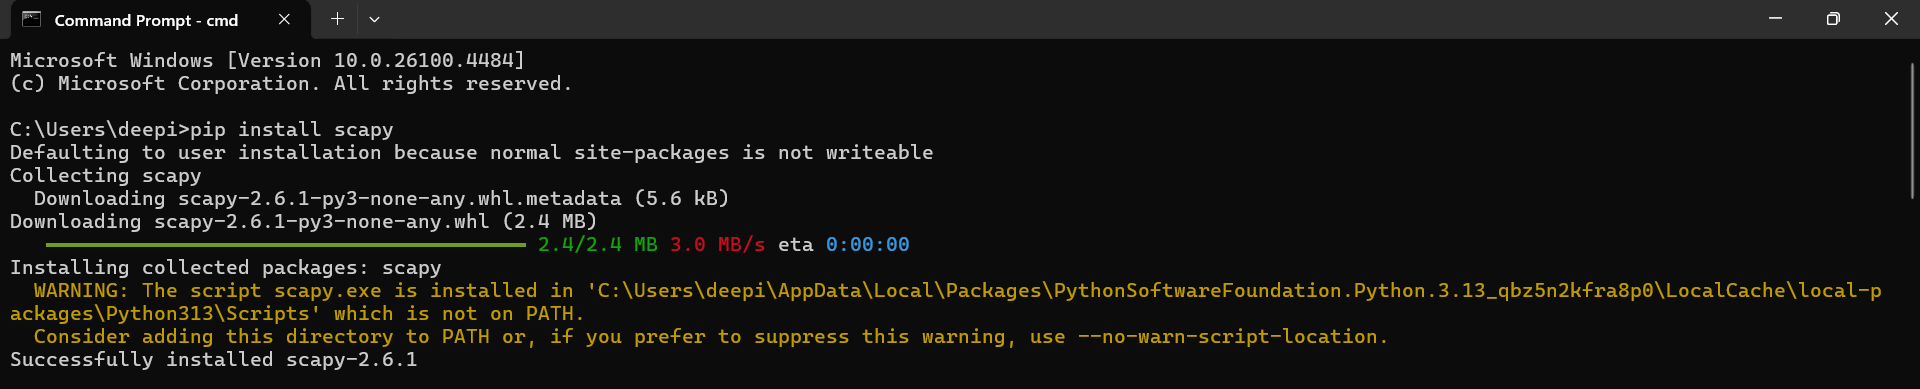 Command Prompt - cmd
Microsoft Windows [Version 10.0.26100.4484]
(c) Microsoft Corporation. All rights reserved.
C:\Users\deepi>pip install scapy
Defaulting to user installation because normal site-packages is not writeable
Collecting scapy
  Downloading scapy-2.6.1-py3-none-any.whl.metadata (5.6 kB)
Downloading scapy-2.6.1-py3-none-any.whl (2.4 MB)
2.4/2.4 MB 3.0 MB/s eta 0:00:00
Installing collected packages: scapy
  WARNING: The script scapy.exe is installed in 'C:\Users\deepi\AppData\Local\Packages\PythonSoftwareFoundation.Python.3.13_qbz5n2kfra8p0\LocalCache\local-p
ackages\Python313\Scripts' which is not on PATH.
  Consider adding this directory to PATH or, if you prefer to suppress this warning, use --no-warn-script-location.
Successfully installed scapy-2.6.1